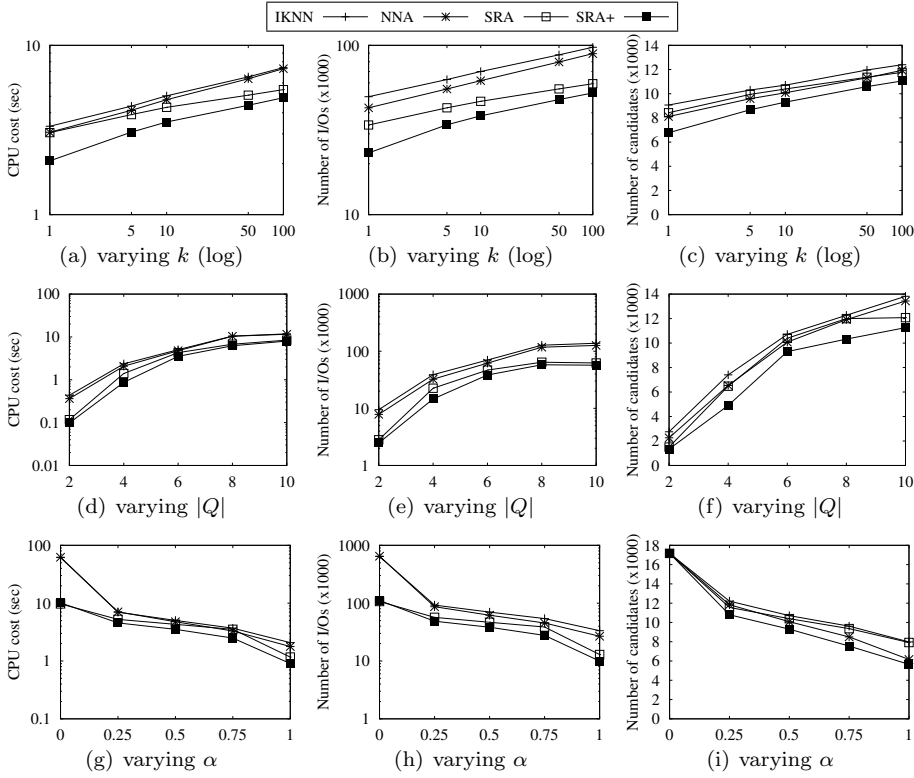 IKNN NNA SRA SRA+
CPU cost (sec)
10
1
1 5 10 50 100
(a) varying k (log)
Number of I/Os (x1000)
100
10
1 5 10 50 100
(b) varying k (log)
Number of candidates (x1000)
14
12
10
8
6
4
2
0
1 5 10 50 100
(c) varying k (log)
CPU cost (sec)
100
10
1
0.1
0.01
2 4 6 8 10
(d) varying |Q|
Number of I/Os (x1000)
1000
100
10
1
2 4 6 8 10
(e) varying |Q|
Number of candidates (x1000)
14
12
10
8
6
4
2
0
2 4 6 8 10
(f) varying |Q|
CPU cost (sec)
100
10
1
0.1
0 0.25 0.5 0.75 1
(g) varying α
Number of I/Os (x1000)
1000
100
10
1
0 0.25 0.5 0.75 1
(h) varying α
Number of candidates (x1000)
18
16
14
12
10
8
6
4
2
0
0 0.25 0.5 0.75 1
(i) varying α